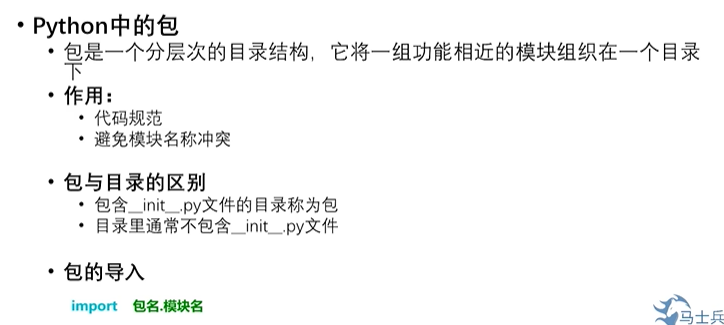 • Python中的包
• 包是一个分层次的目录结构，它将一组功能相近的模块组织在一个目录
下
• 作用：
• 代码规范
• 避免模块名称冲突
• 包与目录的区别
• 包含__init__.py文件的目录称为包
• 目录里通常不包含__init__.py文件
• 包的导入
import 包名.模块名
马士兵